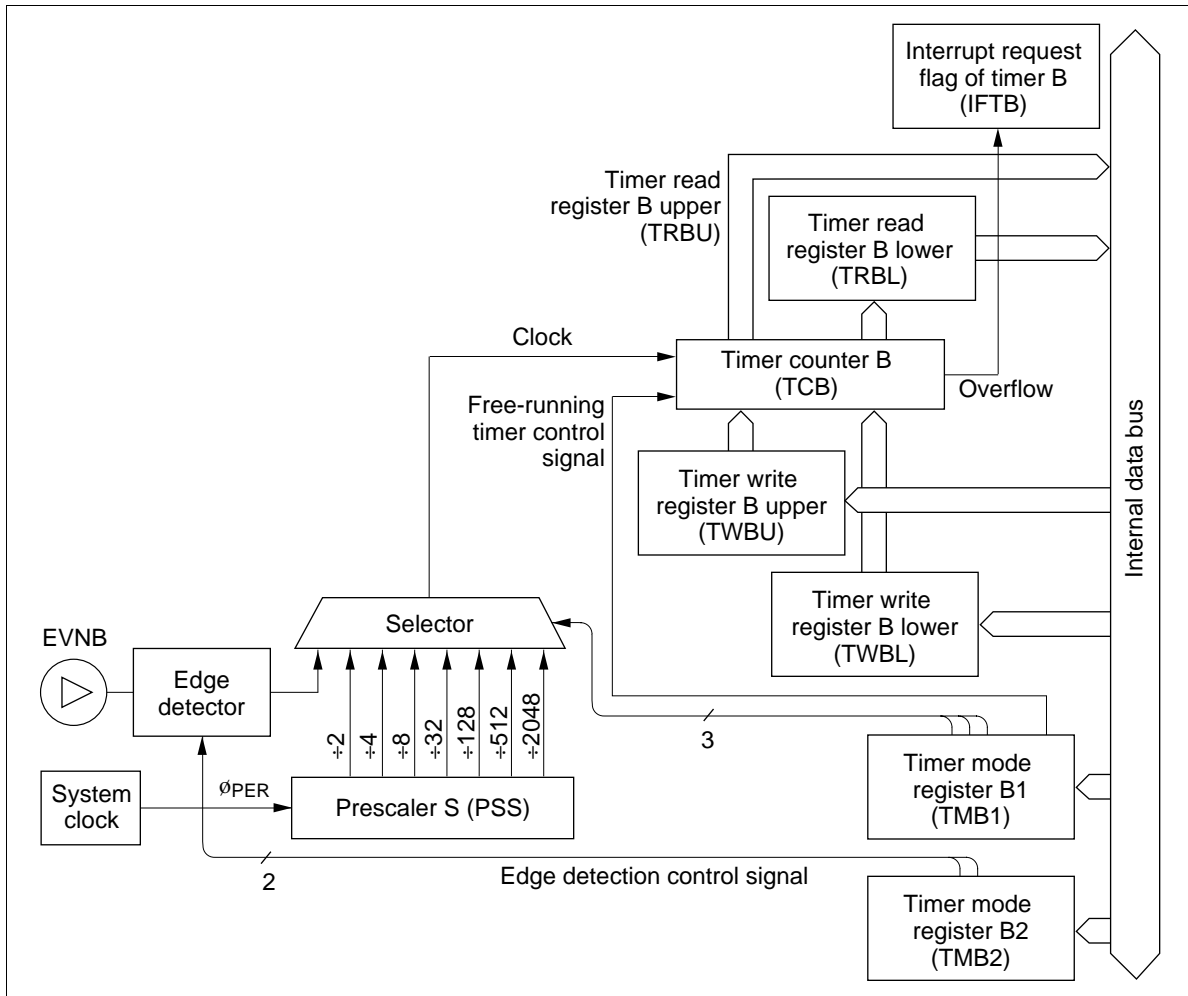 Interrupt request
flag of timer B
(IFTB)
Timer read
register B upper
(TRBU)
Timer read
register B lower
(TRBL)
Clock
Timer counter B
(TCB)
Overflow
Free-running
timer control
signal
Timer write
register B upper
(TWBU)
Internal data bus
Timer write
register B lower
(TWBL)
Selector
EVNB
Edge
detector
÷2
÷4
÷8
÷32
÷128
÷512
÷2048
3
System
clock
øPER
Prescaler S (PSS)
Timer mode
register B1
(TMB1)
2
Edge detection control signal
Timer mode
register B2
(TMB2)